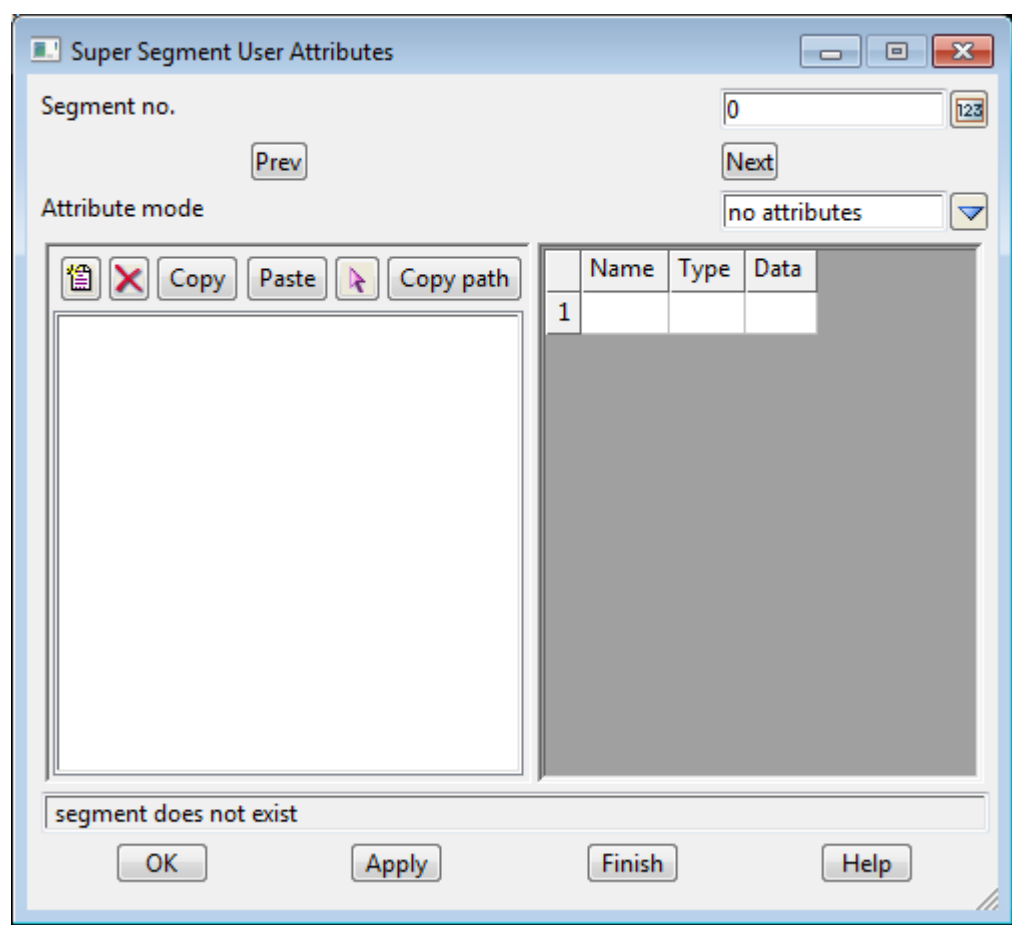 Super Segment User Attributes
Segment no. 0 123
Prev Next
Attribute mode no attributes
Copy Paste Copy path Name Type Data
1
segment does not exist
OK Apply Finish Help